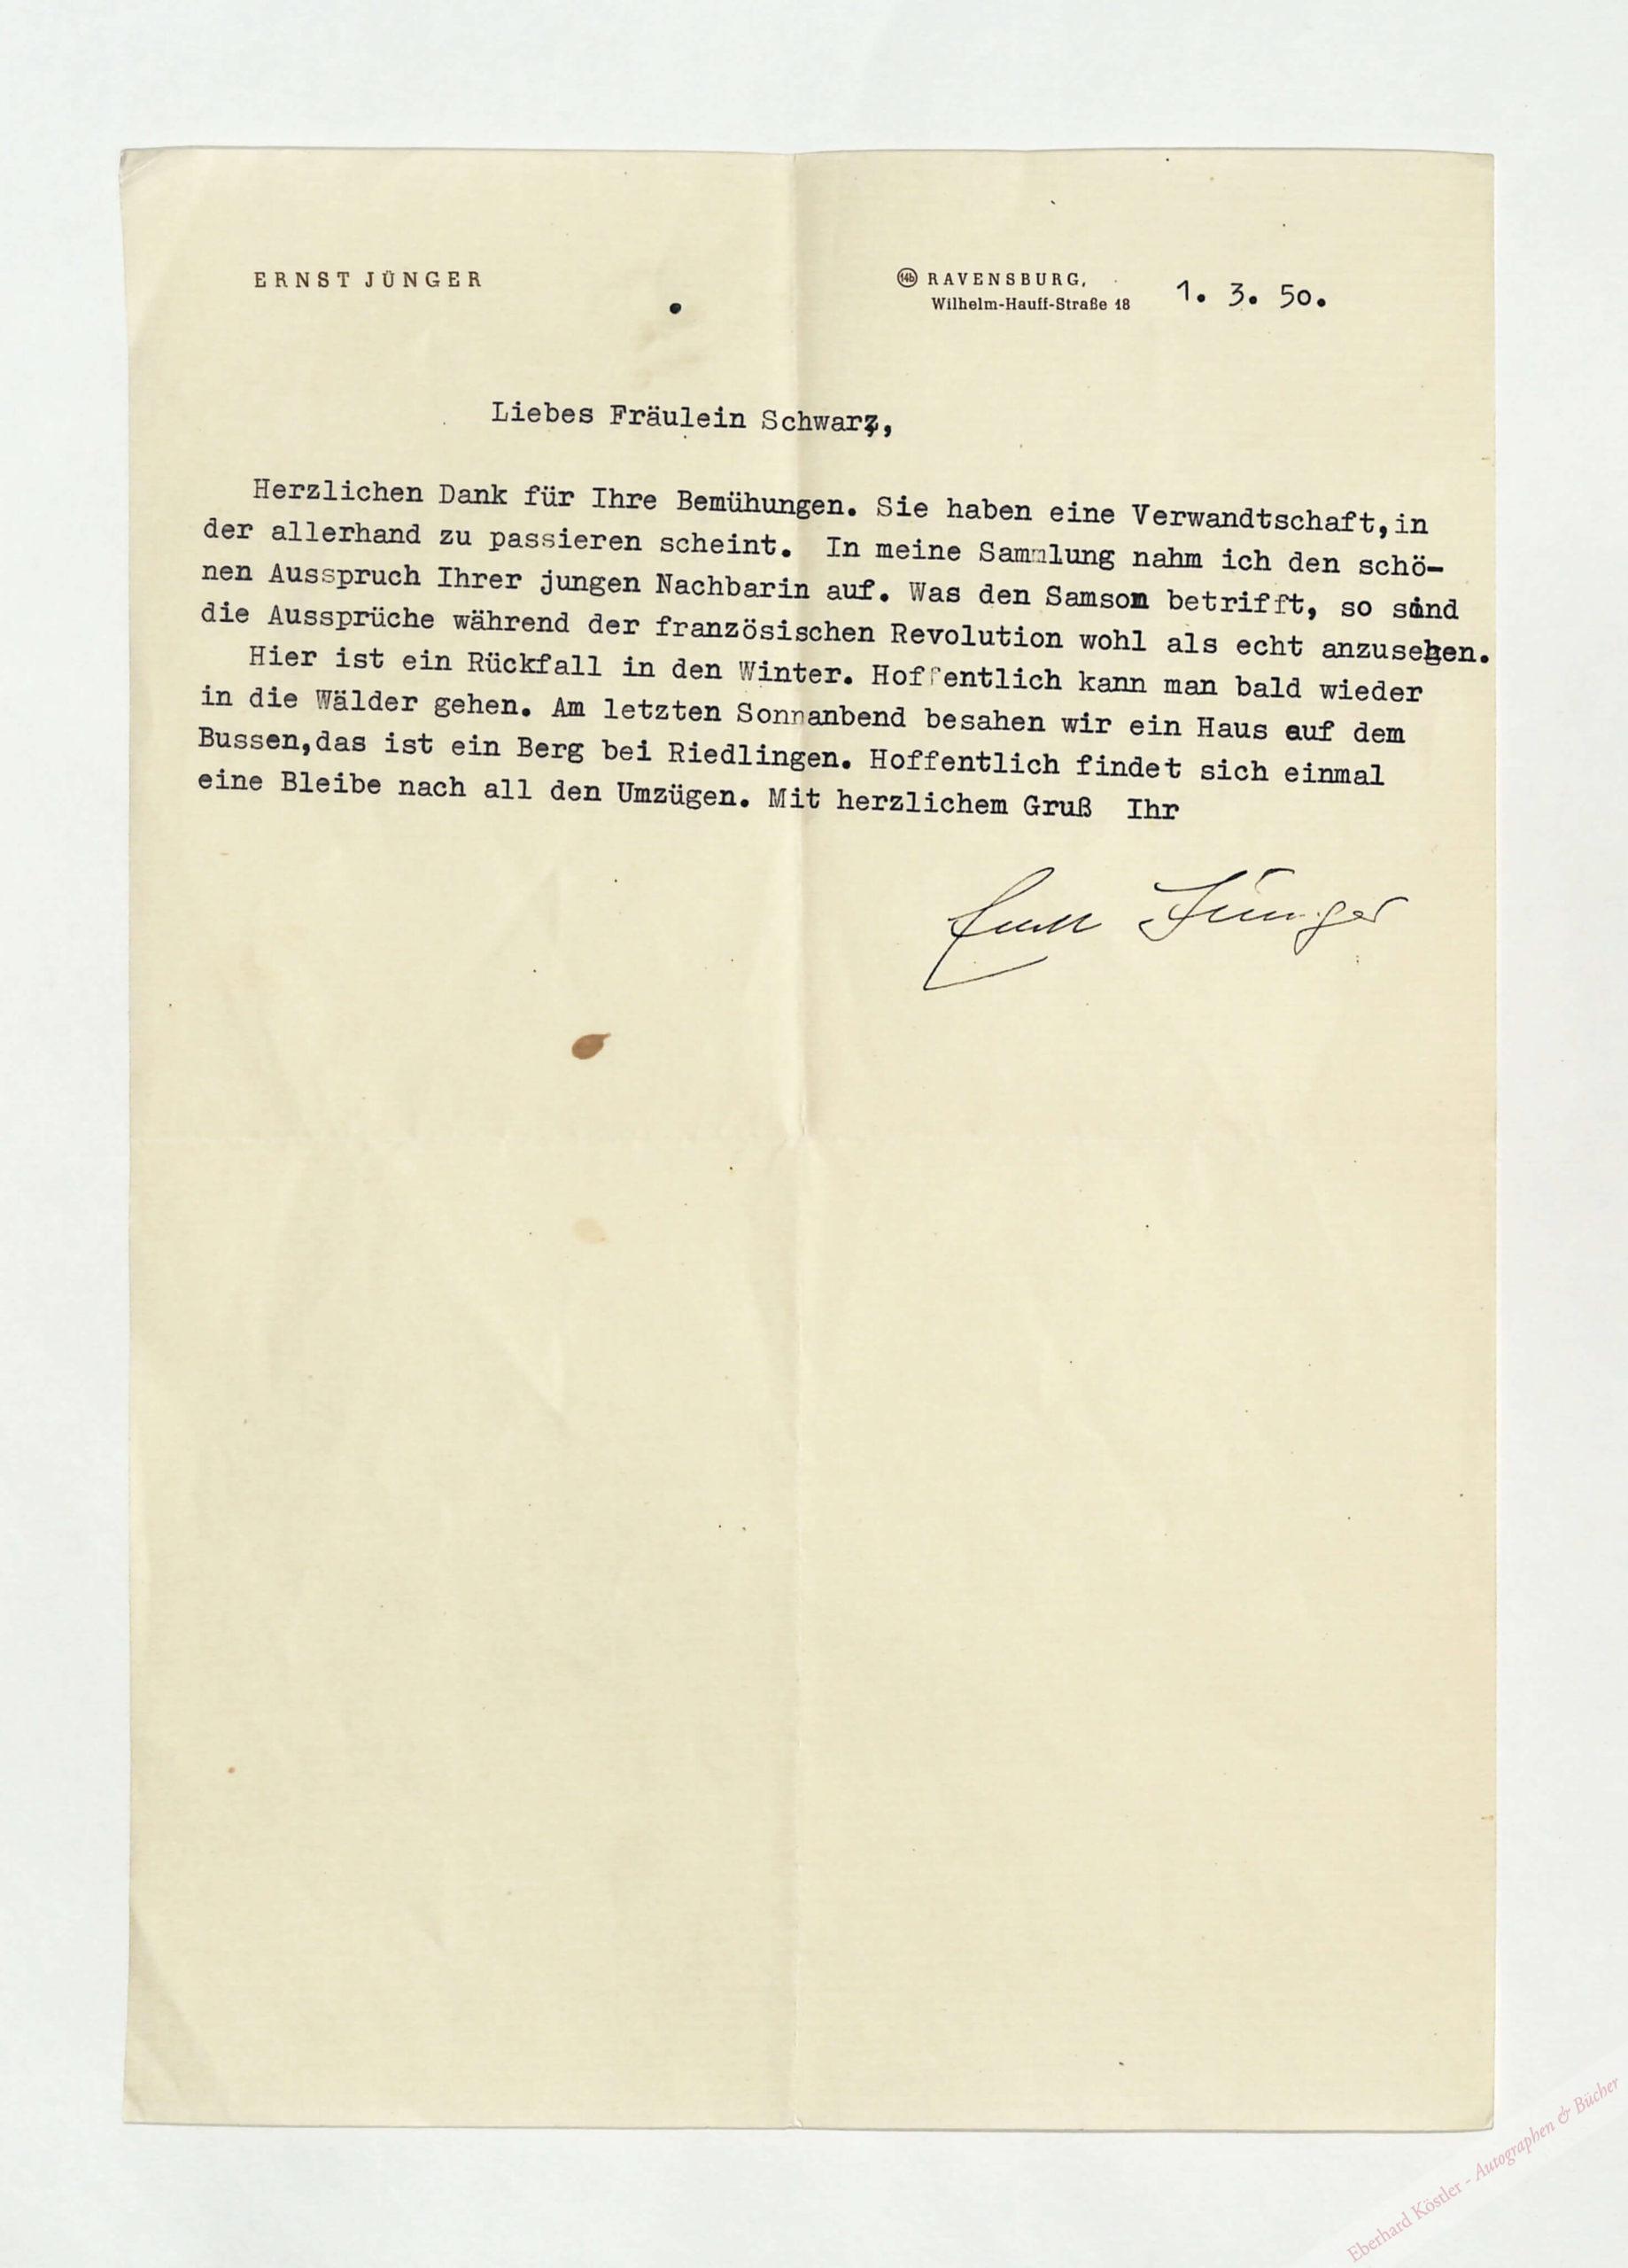 ERNST JÜNGER
14b RAVENSBURG,
Wilhelm-Hauff-Straße 18
1. 3. 50.
Liebes Fräulein Schwarz,
Herzlichen Dank für Ihre Bemühungen. Sie haben eine Verwandtschaft,in
der allerhand zu passieren scheint. In meine Sammlung nahm ich den schö-
nen Ausspruch Ihrer jungen Nachbarin auf. Was den Samson betrifft, so sind
die Aussprüche während der französischen Revolution wohl als echt anzusehen.
Hier ist ein Rückfall in den Winter. Hoffentlich kann man bald wieder
in die Wälder gehen. Am letzten Sonnanbend besahen wir ein Haus auf dem
Bussen,das ist ein Berg bei Riedlingen. Hoffentlich findet sich einmal
eine Bleibe nach all den Umzügen. Mit herzlichem Gruß Ihr
Ernst Jünger
Eberhard Köstler - Autographen & Bücher